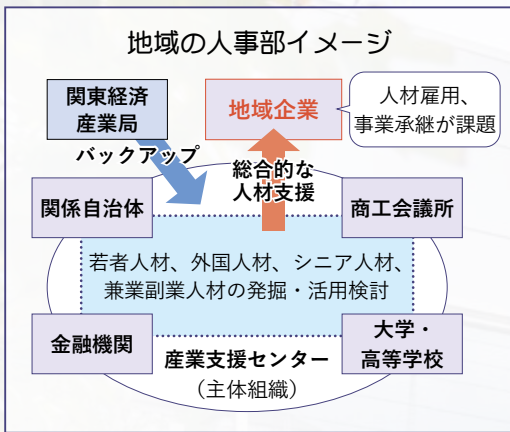 地域の人事部イメージ
関東経済
産業局
地域企業
人材雇用、
事業承継が課題
バックアップ
総合的な
人材支援
関係自治体
商工会議所
若者人材、外国人材、シニア人材、
兼業副業人材の発掘・活用検討
金融機関
産業支援センター
（主体組織）
大学・
高等学校